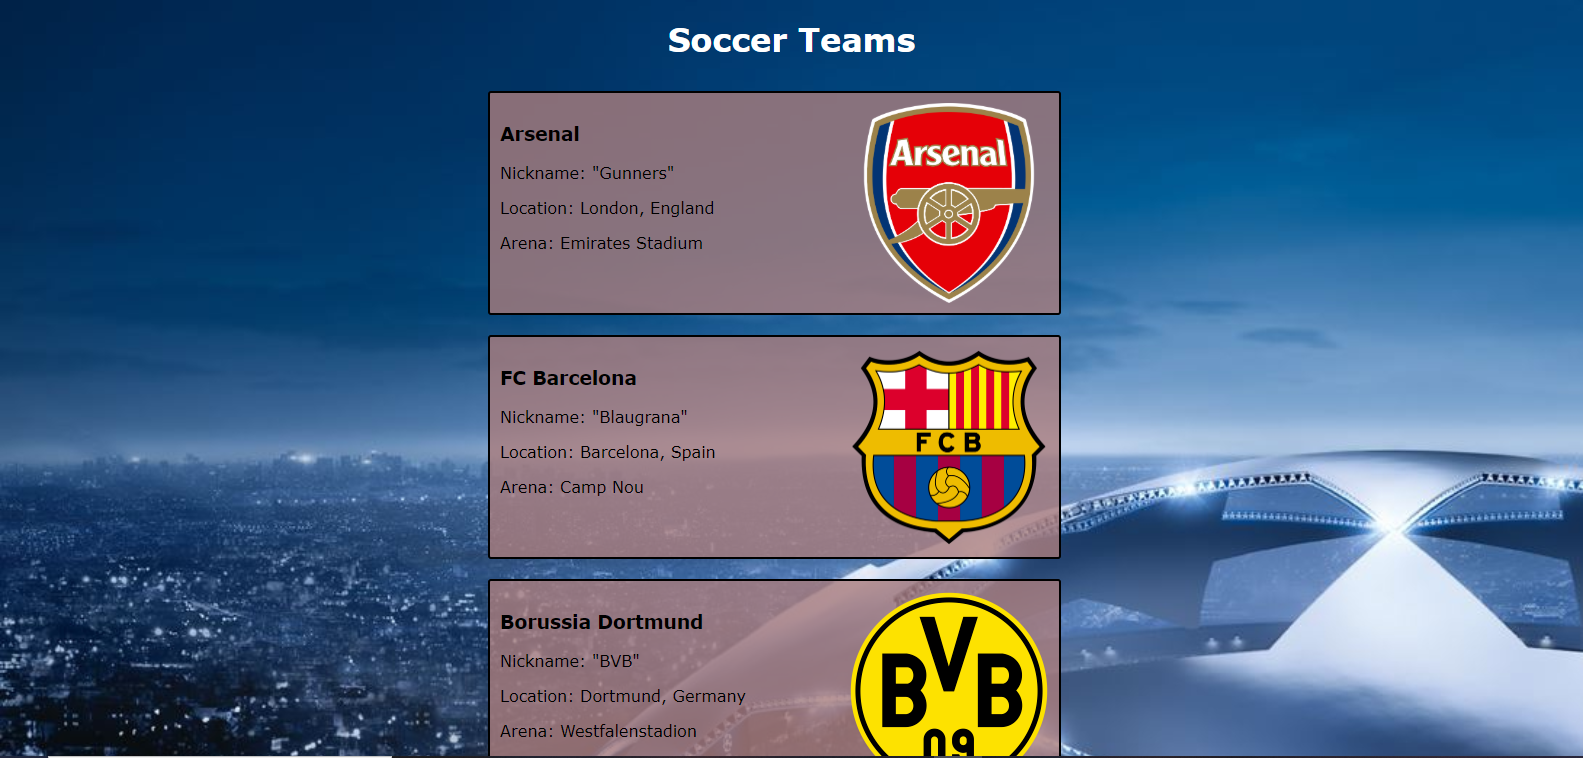 Soccer Teams
Arsenal
Nickname: "Gunners"
Location: London, England
Arena: Emirates Stadium
Arsenal
FC Barcelona
Nickname: "Blaugrana"
Location: Barcelona, Spain
Arena: Camp Nou
FCB
Borussia Dortmund
Nickname: "BVB"
Location: Dortmund, Germany
Arena: Westfalenstadion
BVB
09